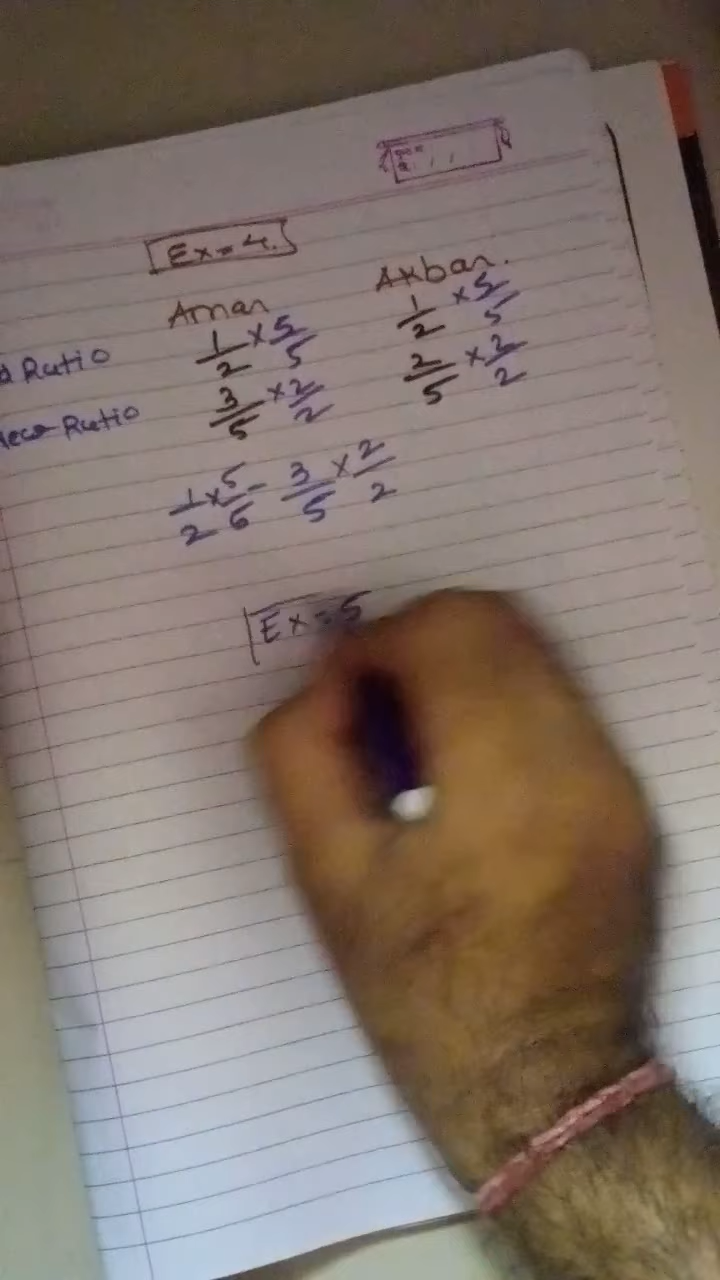 Ex=4.
Aman Akbar.
Ratio 1/2 × 5/5 1/2 × 5/5
Ratio 3/5 × 2/2 2/5 × 2/2
1/2 × 5/5 = 3/5 × 2/2
Ex=5